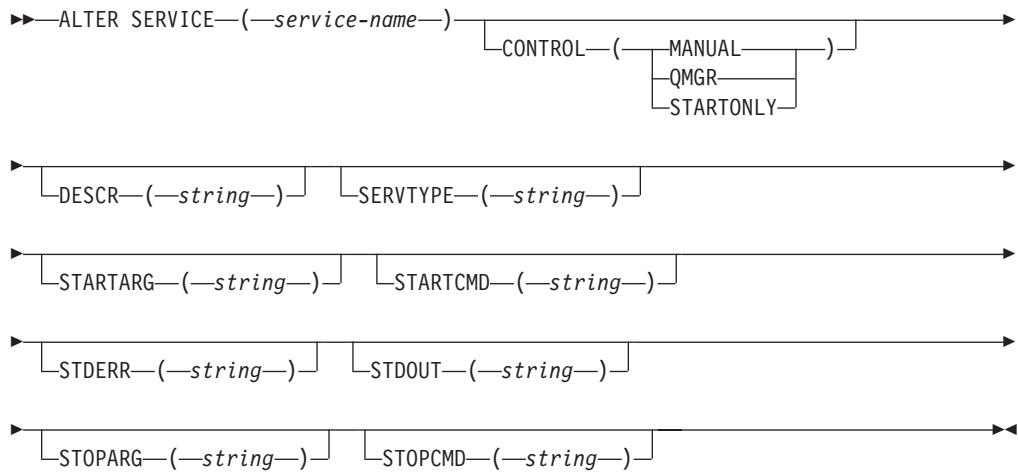 ALTER SERVICE ( service-name )
CONTROL ( MANUAL )
QMGR
STARTONLY
DESCR ( string ) SERVTYPE ( string )
STARTARG ( string ) STARTCMD ( string )
STDERR ( string ) STDOUT ( string )
STOPARG ( string ) STOPCMD ( string )